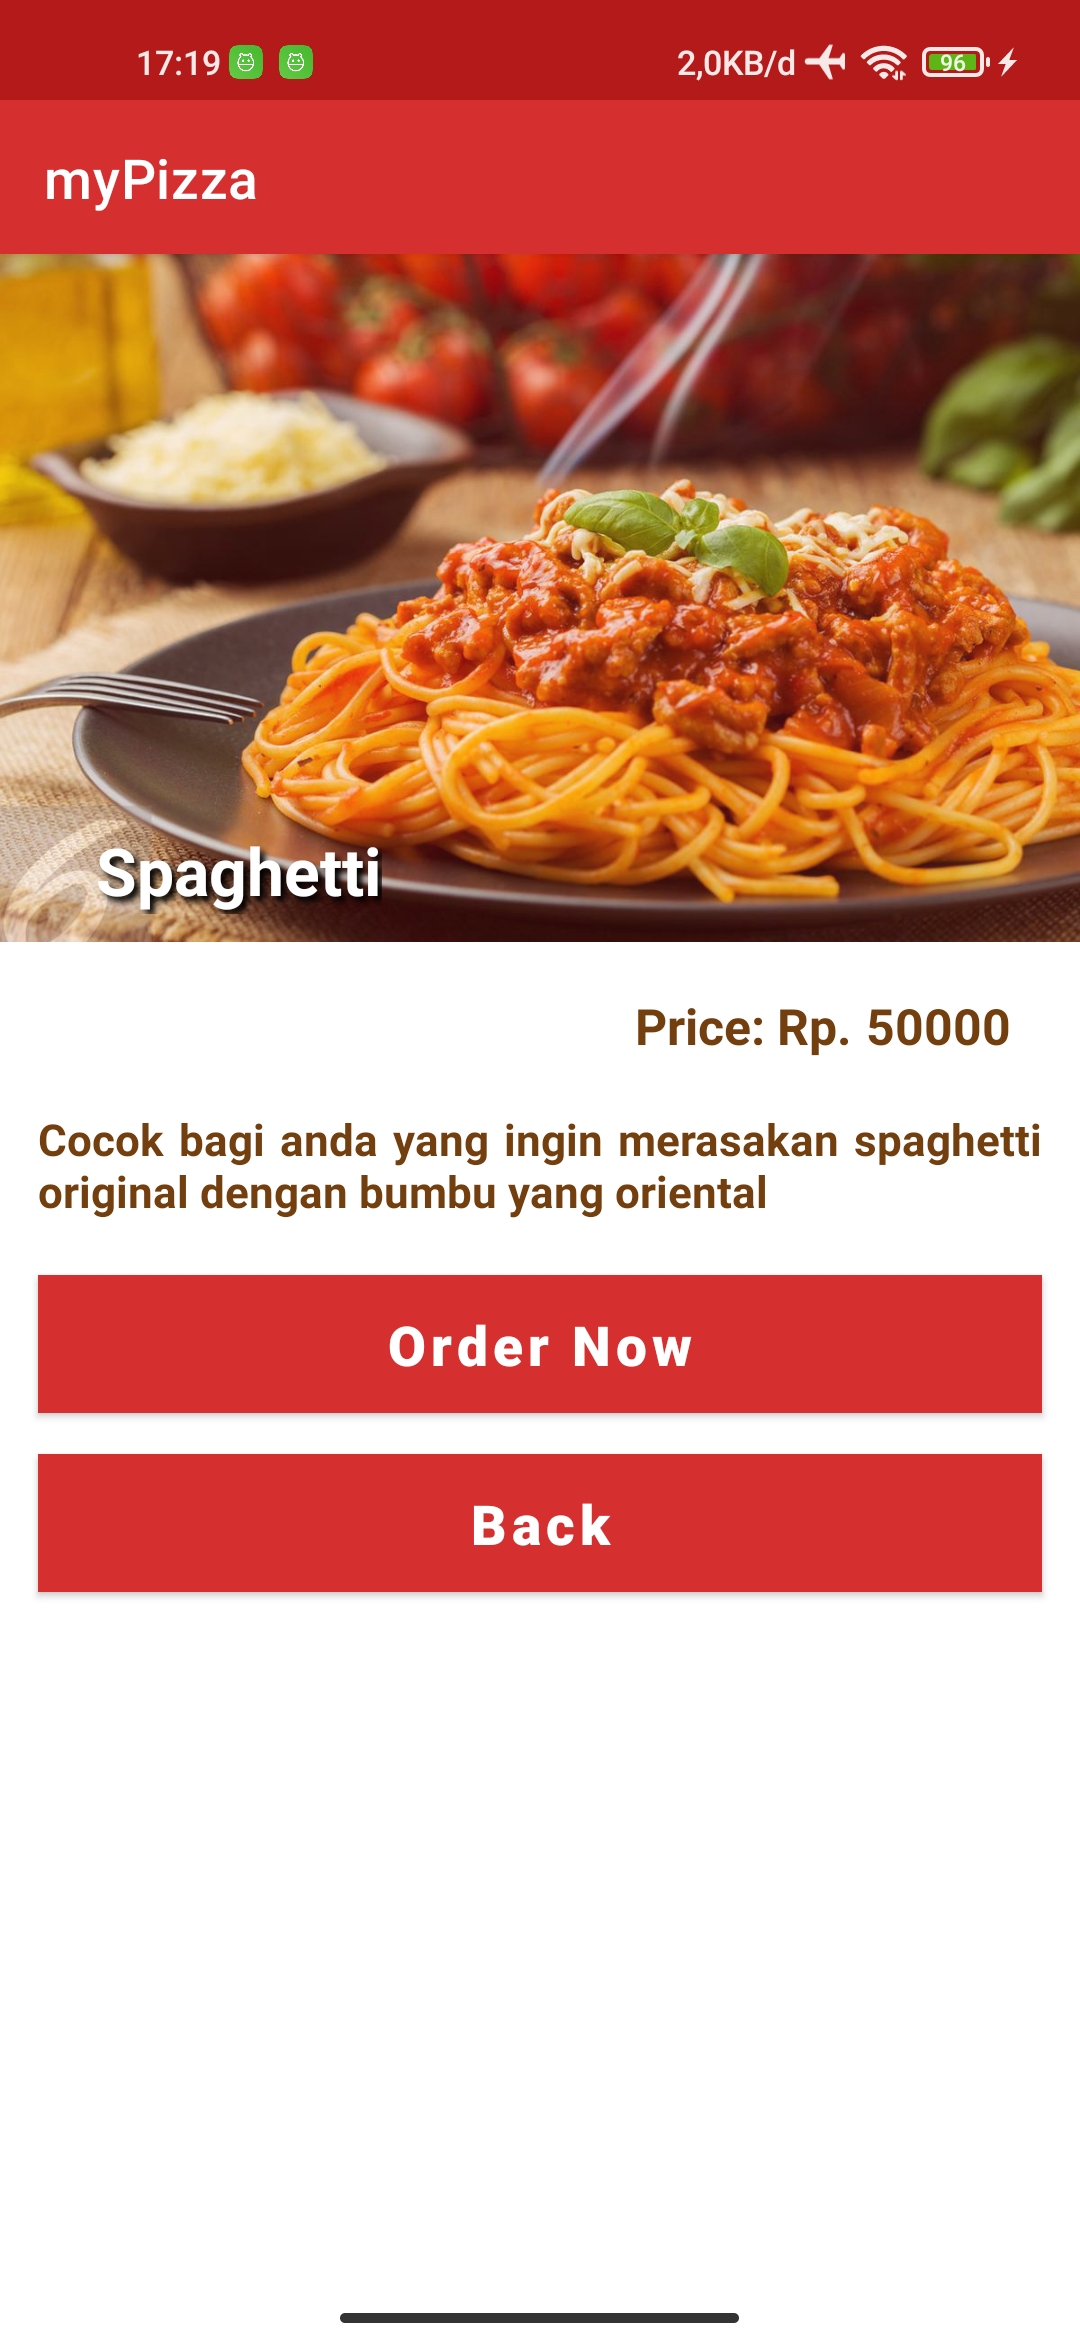 17:19
2,0KB/d
96
myPizza
Spaghetti
Price: Rp. 50000
Cocok bagi anda yang ingin merasakan spaghetti
original dengan bumbu yang oriental
Order Now
Back